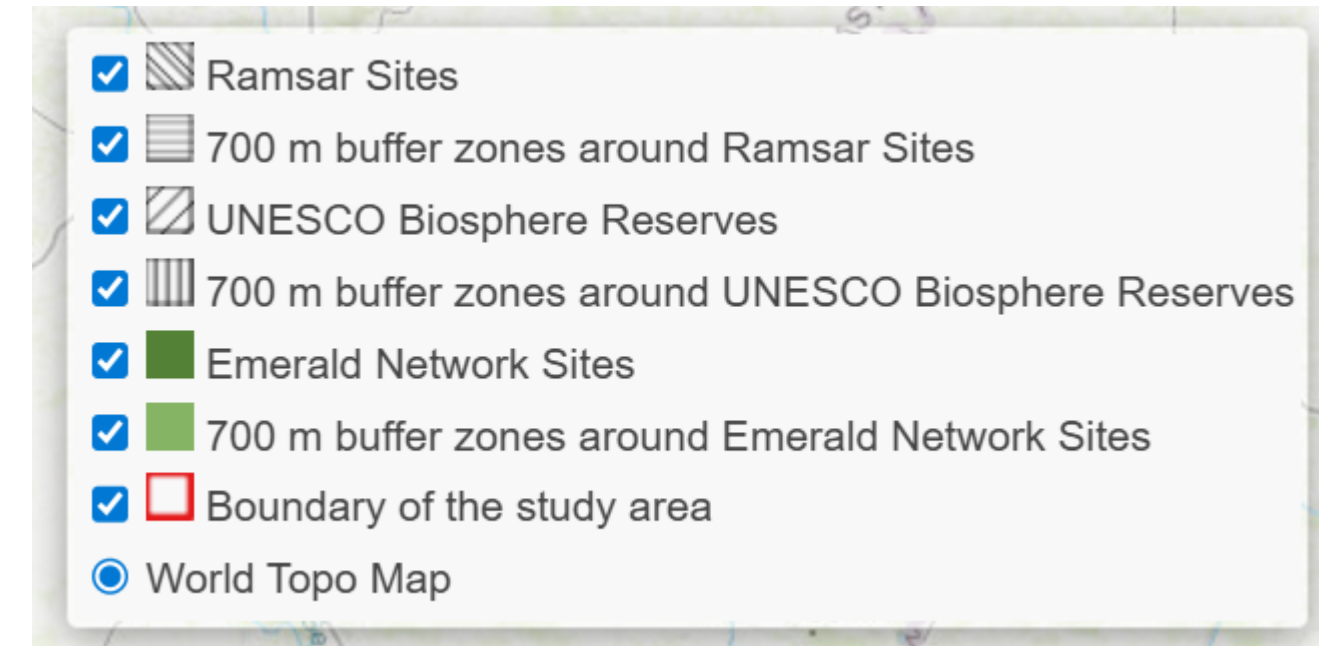 Ramsar Sites
700 m buffer zones around Ramsar Sites
UNESCO Biosphere Reserves
700 m buffer zones around UNESCO Biosphere Reserves
Emerald Network Sites
700 m buffer zones around Emerald Network Sites
Boundary of the study area
World Topo Map